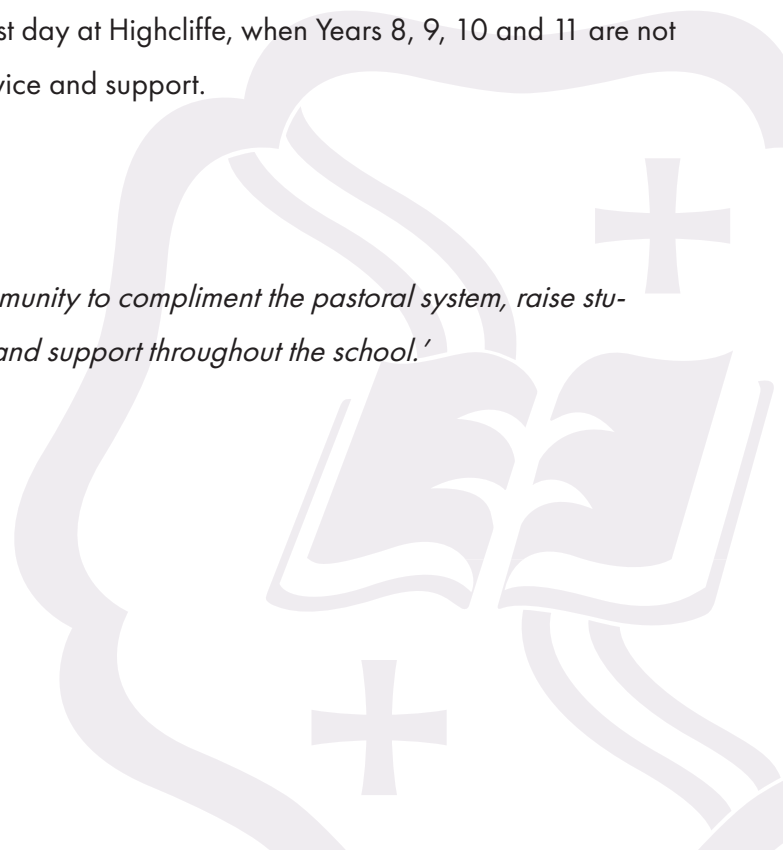 st day at Highcliffe, when Years 8, 9, 10 and 11 are not
vice and support.
munity to compliment the pastoral system, raise stu-
and support throughout the school.’